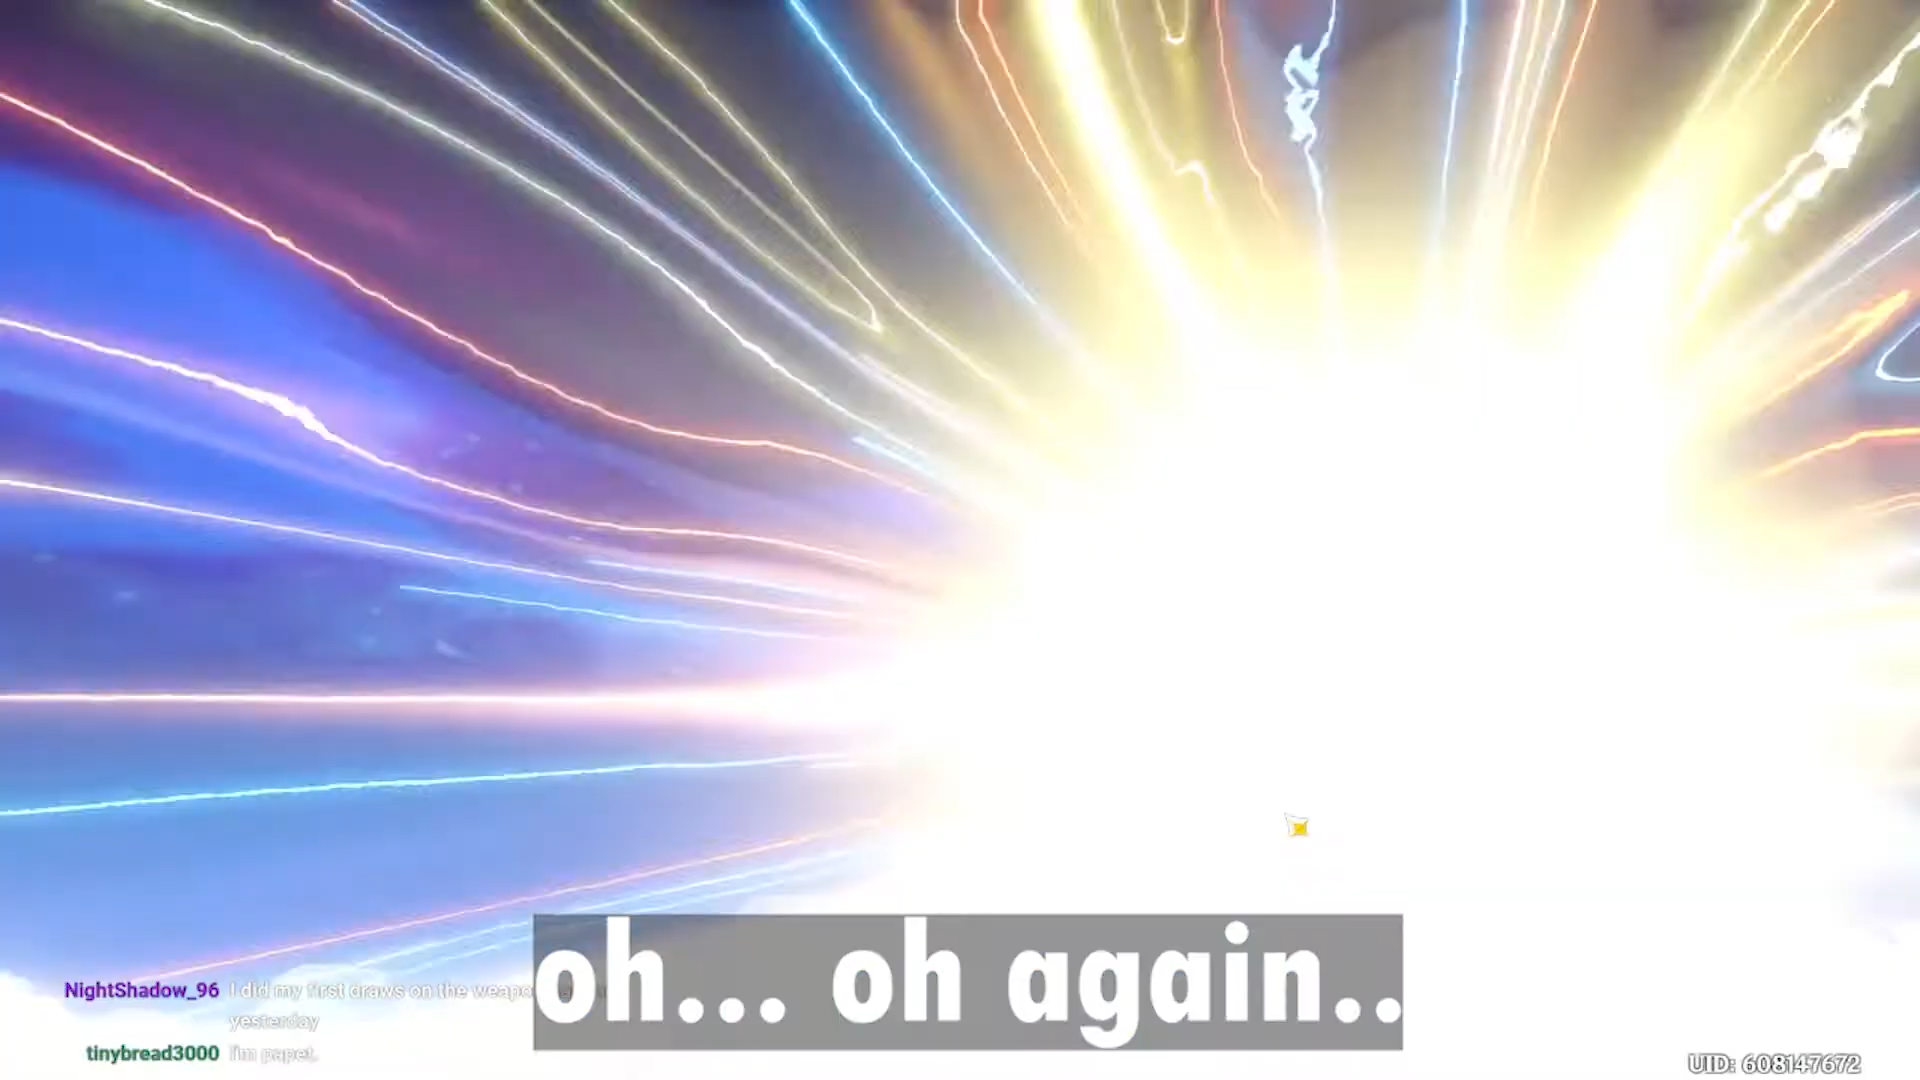 oh... oh again..
NightShadow_96 I did my first draws on the weapo
yesterday
tinybread3000 I'm papet.
UID: 608147672